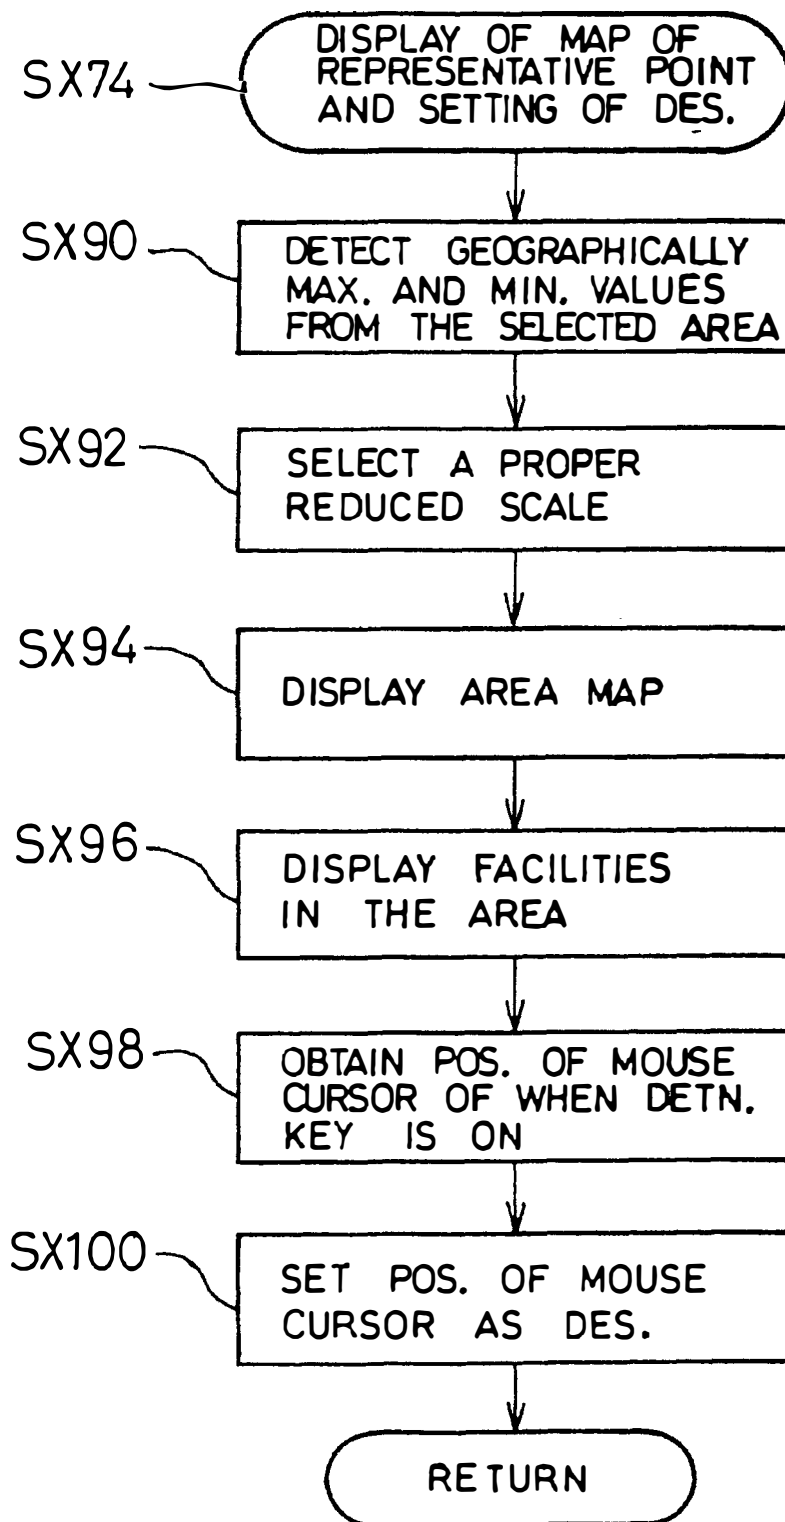 SX74
DISPLAY OF MAP OF
REPRESENTATIVE POINT
AND SETTING OF DES.
SX90
DETECT GEOGRAPHICALLY
MAX. AND MIN. VALUES
FROM THE SELECTED AREA
SX92
SELECT A PROPER
REDUCED SCALE
SX94
DISPLAY AREA MAP
SX96
DISPLAY FACILITIES
IN THE AREA
SX98
OBTAIN POS. OF MOUSE
CURSOR OF WHEN DETN.
KEY IS ON
SX100
SET POS. OF MOUSE
CURSOR AS DES.
RETURN